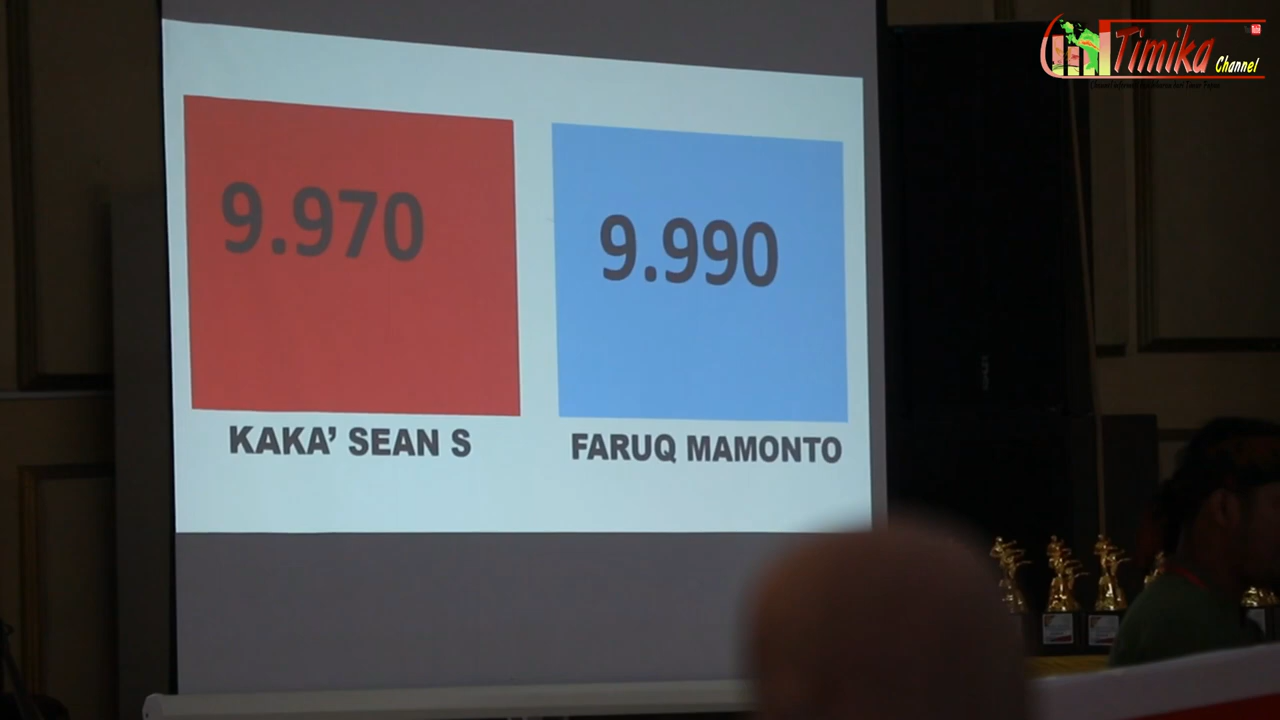 Timika
Channel
9.970
9.990
KAKA' SEAN S
FARUQ MAMONTO